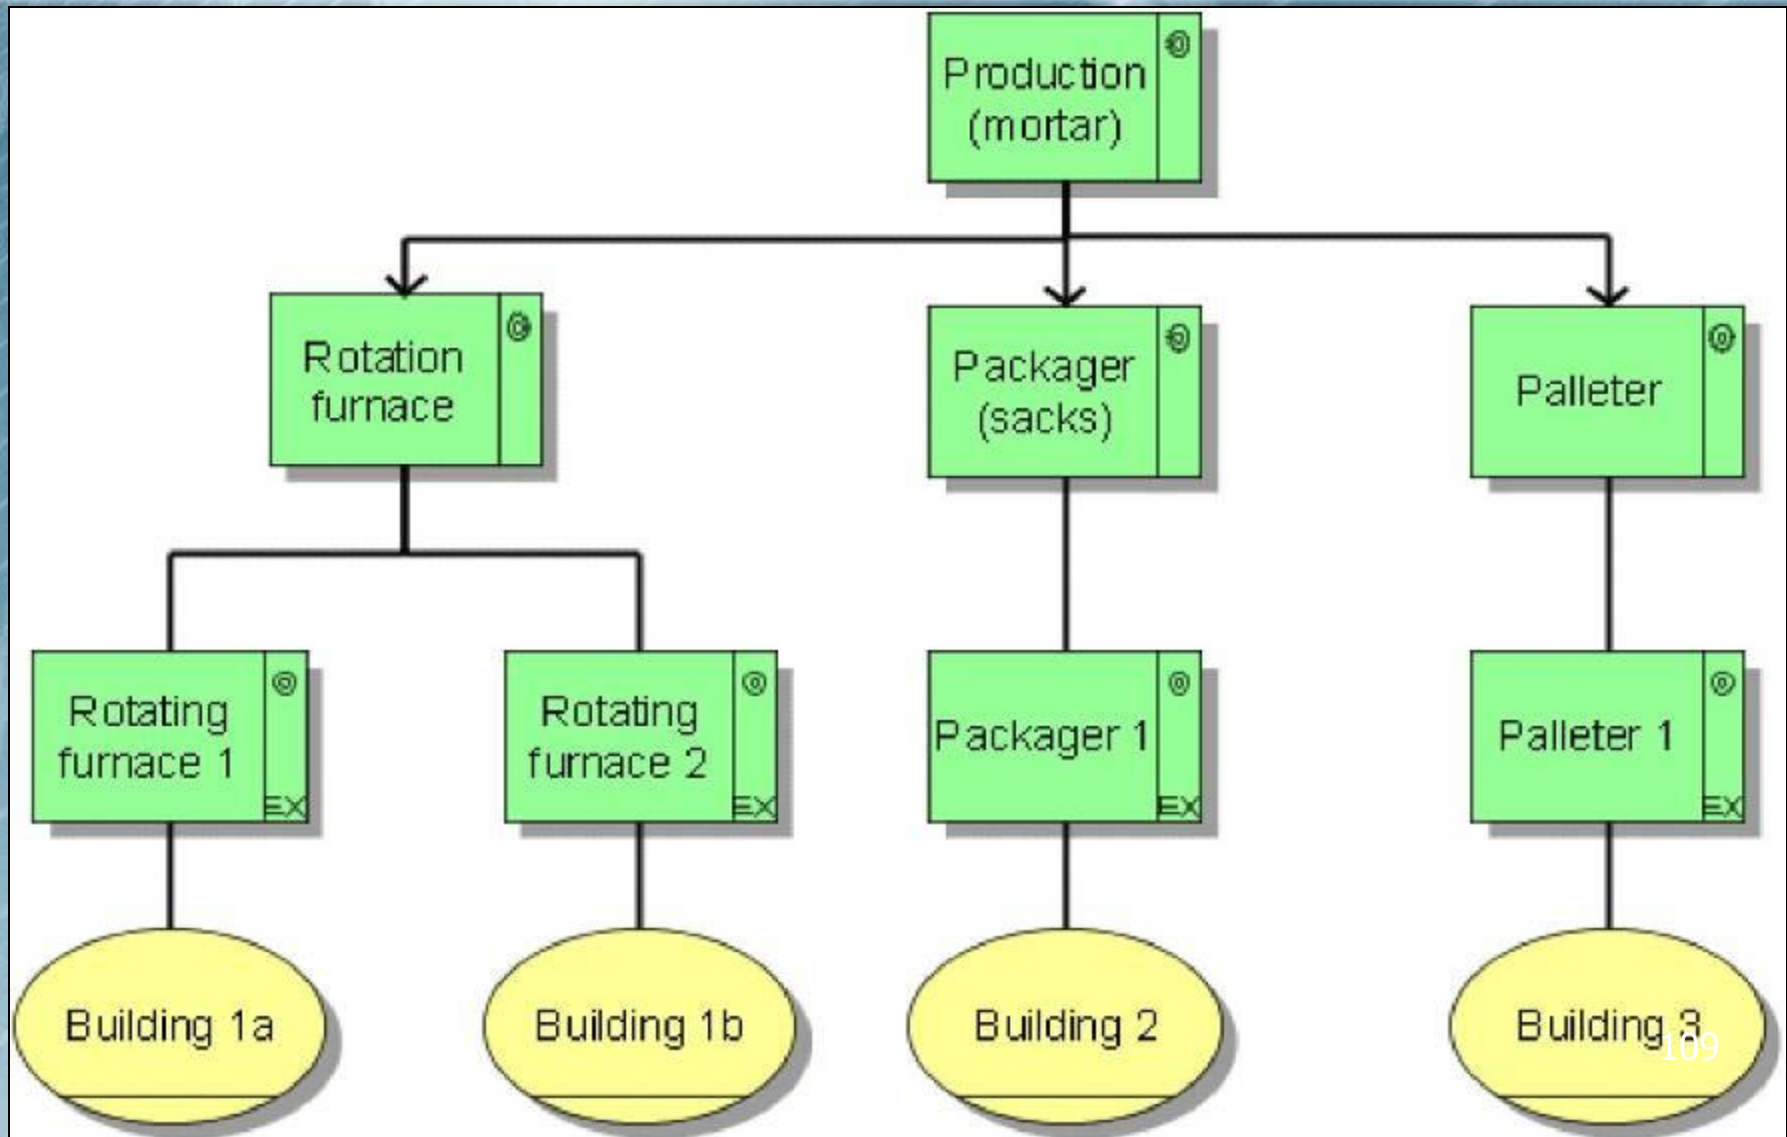 Production
(mortar)
Rotation
furnace
Packager
(sacks)
Palleter
Rotating
furnace 1
EX
Rotating
furnace 2
EX
Packager 1
EX
Palleter 1
EX
Building 1a
Building 1b
Building 2
Building 3
109